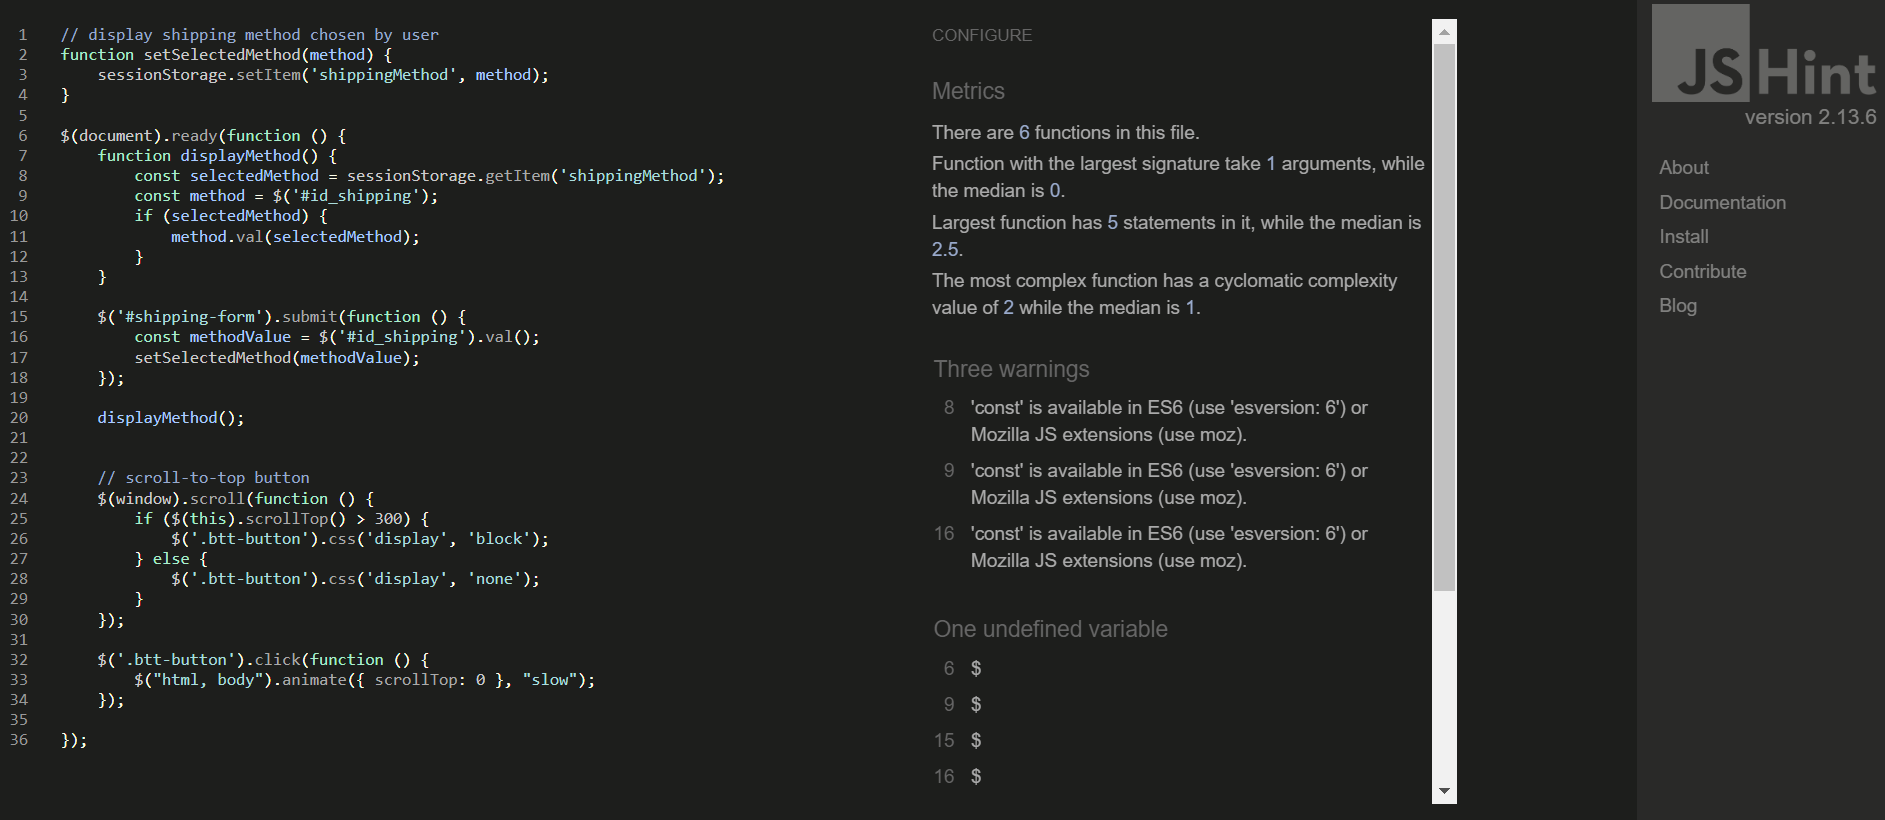 1 // display shipping method chosen by user
2 function setSelectedMethod(method) {
3     sessionStorage.setItem('shippingMethod', method);
4 }
5
6 $(document).ready(function () {
7     function displayMethod() {
8         const selectedMethod = sessionStorage.getItem('shippingMethod');
9         const method = $('#id_shipping');
10         if (selectedMethod) {
11             method.val(selectedMethod);
12         }
13     }
14
15     $('#shipping-form').submit(function () {
16         const methodValue = $('#id_shipping').val();
17         setSelectedMethod(methodValue);
18     });
19
20     displayMethod();
21
22
23     // scroll-to-top button
24     $(window).scroll(function () {
25         if ($(this).scrollTop() > 300) {
26             $('.btt-button').css('display', 'block');
27         } else {
28             $('.btt-button').css('display', 'none');
29         }
30     });
31
32     $('.btt-button').click(function () {
33         $("html, body").animate({ scrollTop: 0 }, "slow");
34     });
35
36 });
CONFIGURE
Metrics
There are 6 functions in this file.
Function with the largest signature take 1 arguments, while
the median is 0.
Largest function has 5 statements in it, while the median is
2.5.
The most complex function has a cyclomatic complexity
value of 2 while the median is 1.
Three warnings
8 'const' is available in ES6 (use 'esversion: 6') or
Mozilla JS extensions (use moz).
9 'const' is available in ES6 (use 'esversion: 6') or
Mozilla JS extensions (use moz).
16 'const' is available in ES6 (use 'esversion: 6') or
Mozilla JS extensions (use moz).
One undefined variable
6 $
9 $
15 $
16 $
JSHint
version 2.13.6
About
Documentation
Install
Contribute
Blog